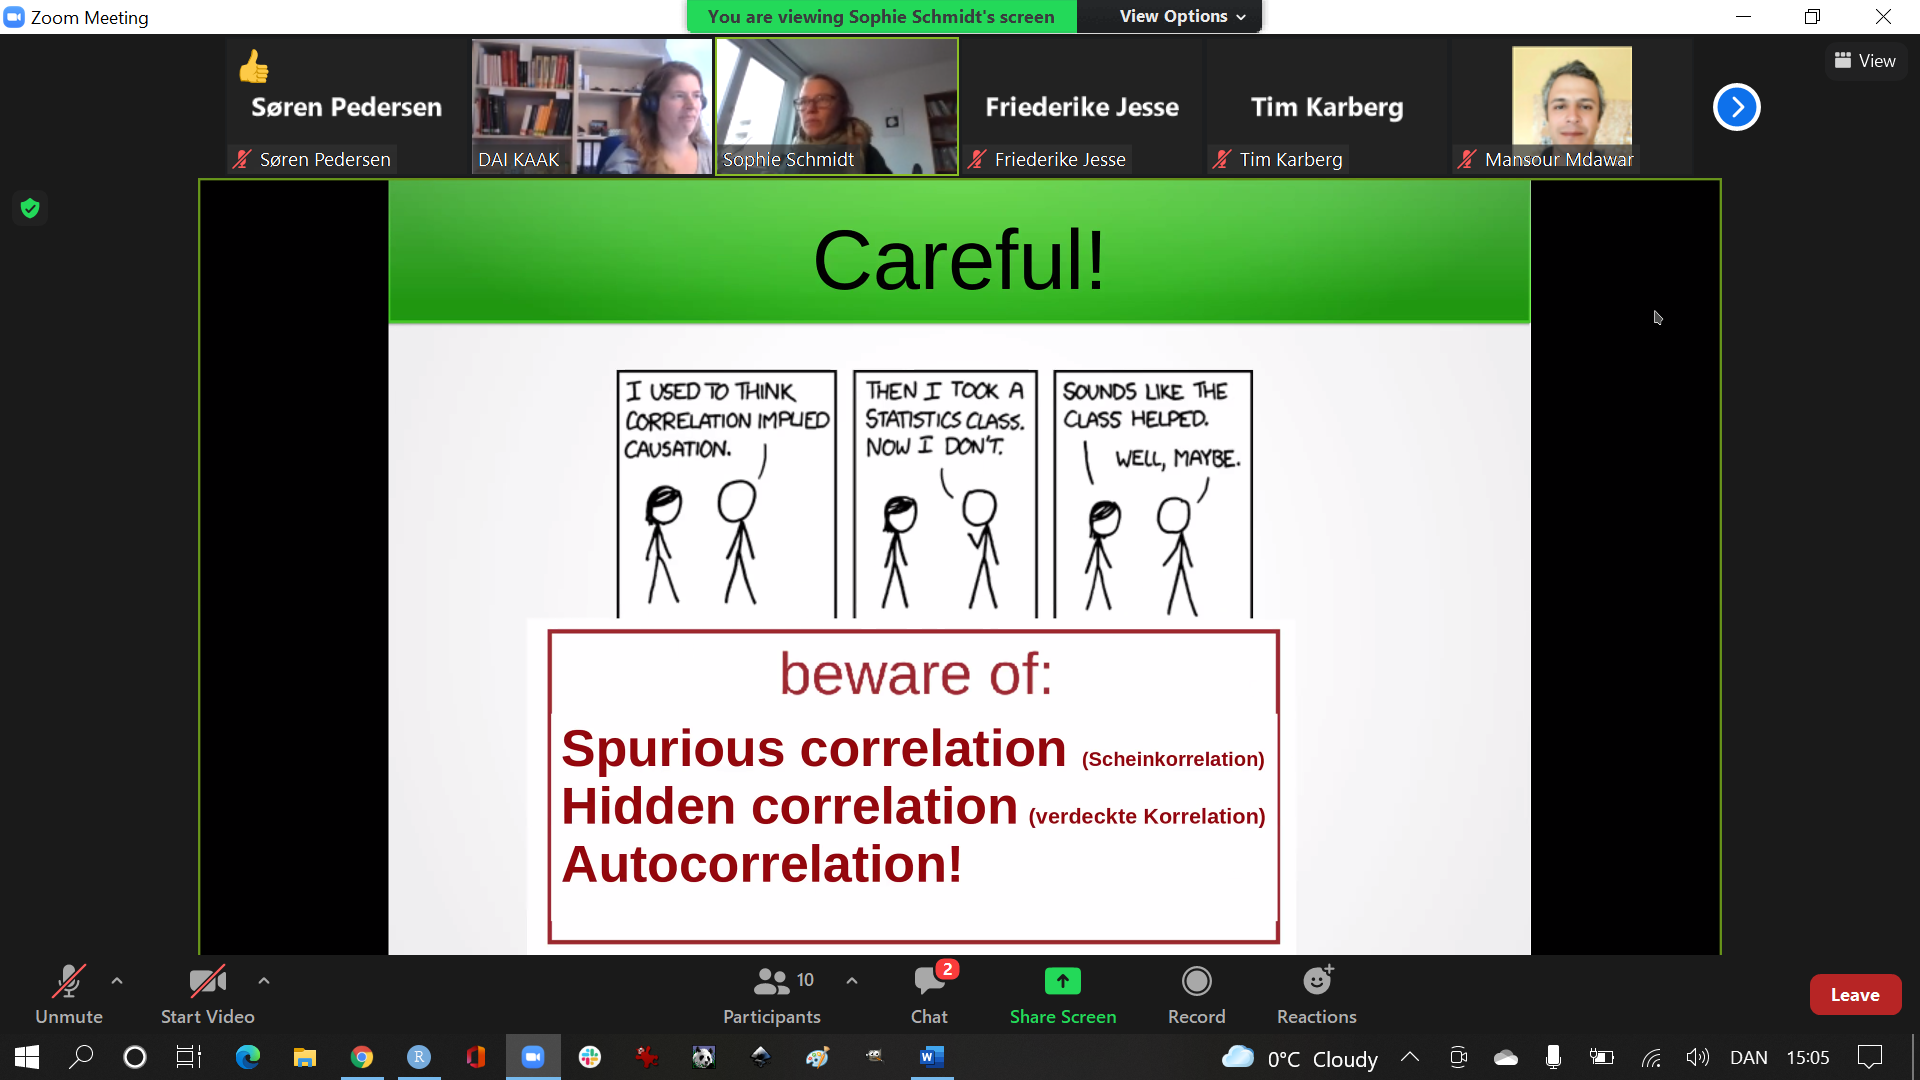 Zoom Meeting
You are viewing Sophie Schmidt's screen
View Options
View
Søren Pedersen
Søren Pedersen
DAI KAAK
Sophie Schmidt
Friederike Jesse
Friederike Jesse
Tim Karberg
Tim Karberg
Mansour Mdawar
Careful!
I USED TO THINK
CORRELATION IMPLIED
CAUSATION.
THEN I TOOK A
STATISTICS CLASS.
NOW I DON'T.
SOUNDS LIKE THE
CLASS HELPED.
WELL, MAYBE.
beware of:
Spurious correlation (Scheinkorrelation)
Hidden correlation (verdeckte Korrelation)
Autocorrelation!
Unmute
Start Video
10
Participants
2
Chat
Share Screen
Record
Reactions
Leave
R
W
0°C Cloudy
DAN
15:05